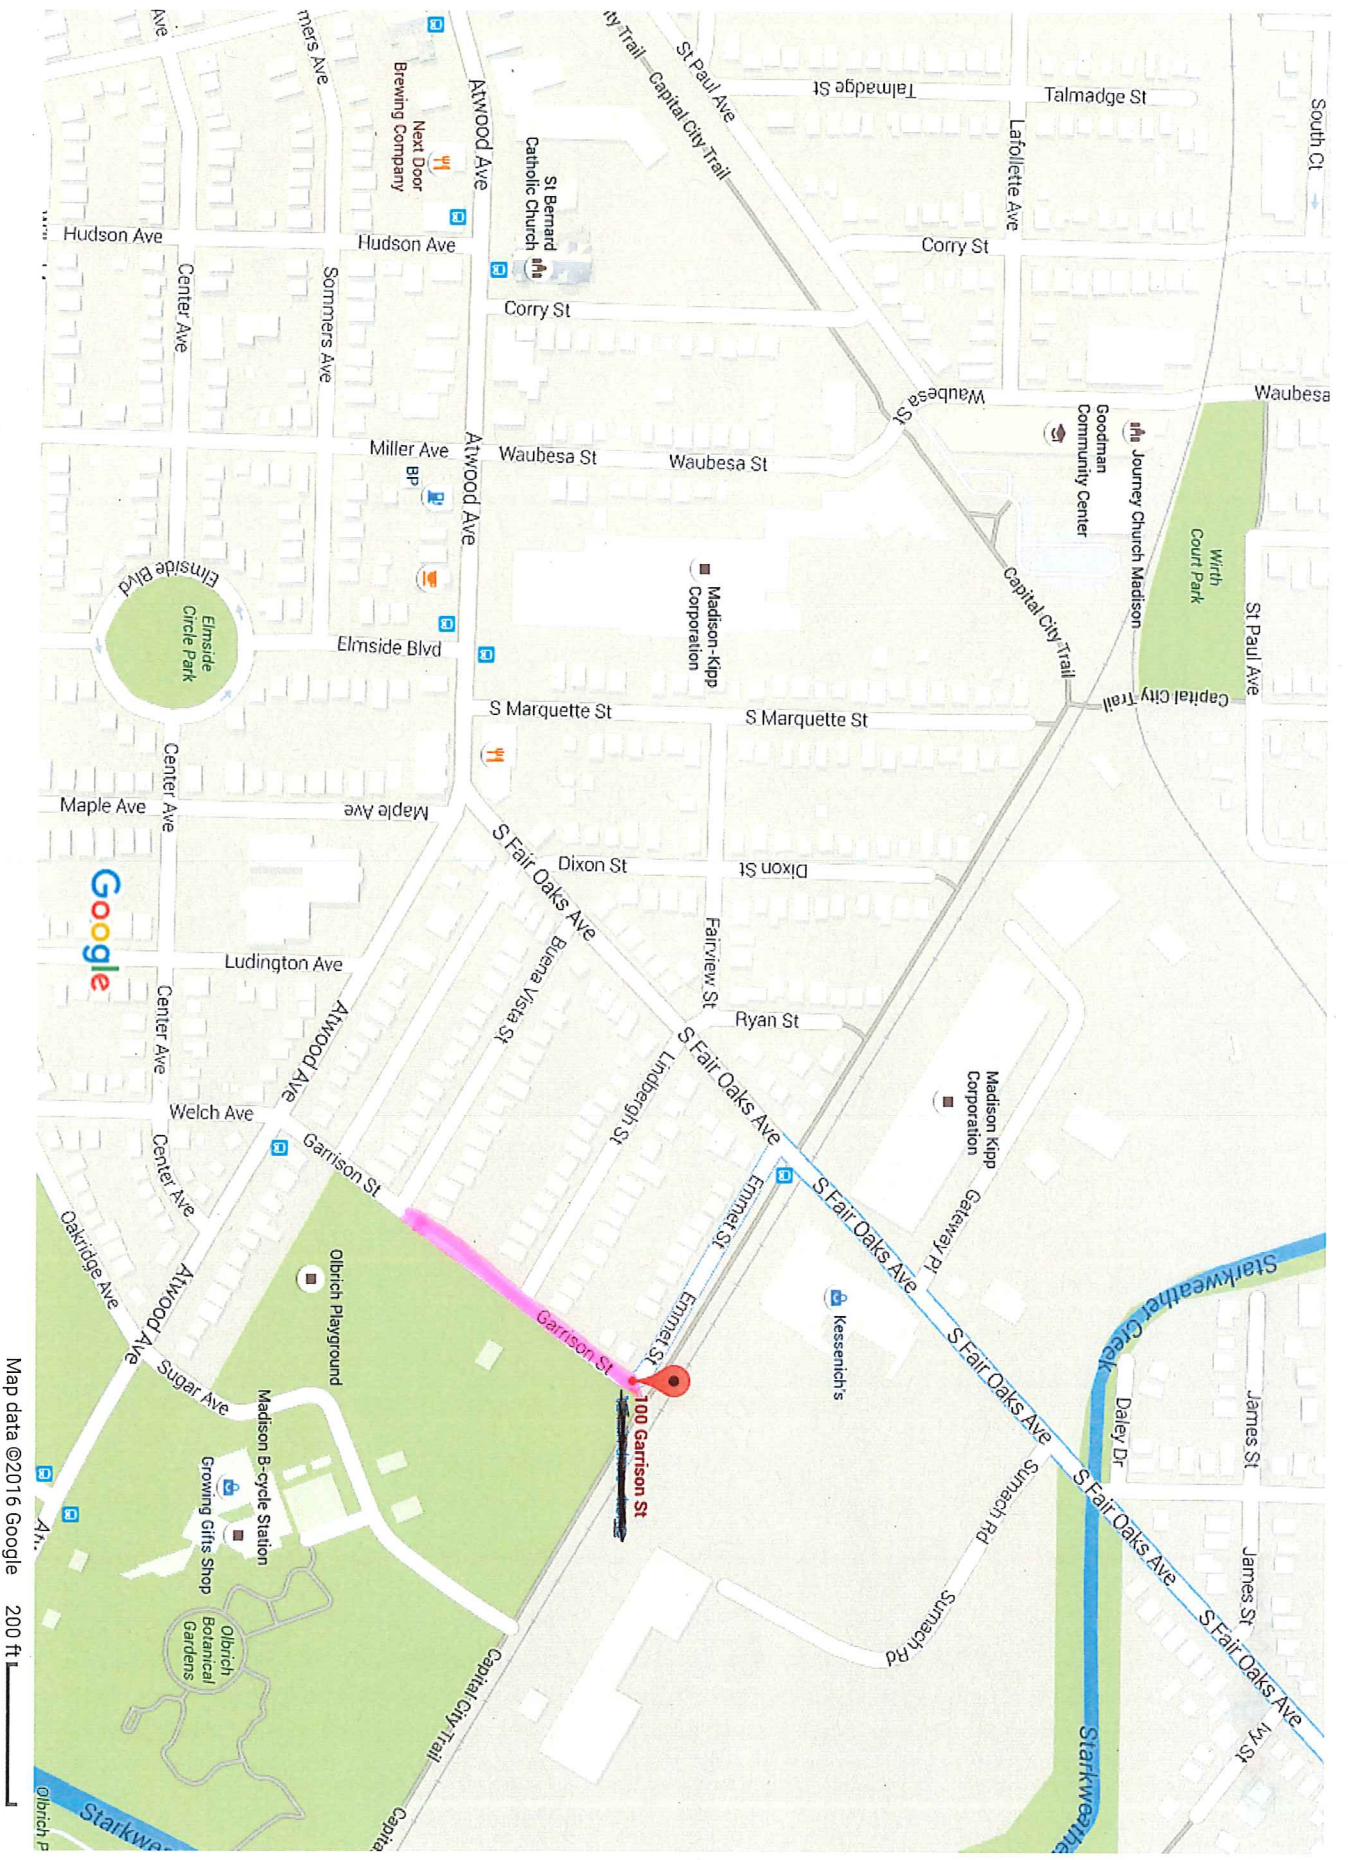 Ave
mers Ave
Atwood Ave
Next Door
Brewing Company
St Bernard
Catholic Church
ity Trail
Capital City Trail
St Paul Ave
Talmadge St
Talmadge St
Lafollette Ave
South Ct
Hudson Ave
Hudson Ave
Corry St
Corry St
Center Ave
Sommers Ave
Waubesa St
Waubesa
Goodman
Community Center
Journey Church Madison
Wirth
Court Park
Miller Ave
Waubesa St
Waubesa St
BP
Atwood Ave
Madison-Kipp
Corporation
Capital City Trail
Capital City Trail
St Paul Ave
Elmside Blvd
Elmside
Circle Park
Elmside Blvd
S Marquette St
S Marquette St
Center Ave
Maple Ave
Maple Ave
S Fair Oaks Ave
Dixon St
Dixon St
Fairview St
Google
Ludington Ave
Buena Vista St
Ryan St
Center Ave
Atwood Ave
Lindbergh St
S Fair Oaks Ave
Madison Kipp
Corporation
Gateway Pl
Welch Ave
Center Ave
Garrison St
Emmet St
S Fair Oaks Ave
Oakridge Ave
Atwood Ave
Olbrich Playground
Garrison St
Emmet St
100 Garrison St
Kessenich's
S Fair Oaks Ave
Starkweather Creek
Daley Dr
James St
James St
Sugar Ave
Madison B-cycle Station
Growing Gifts Shop
Olbrich
Botanical
Gardens
Sumach Rd
Sumach Rd
S Fair Oaks Ave
S Fair Oaks Ave
Ivy St
Capital City Trail
Capita
Starkweathe
Starkwea
Olbrich P
Map data ©2016 Google 200 ft